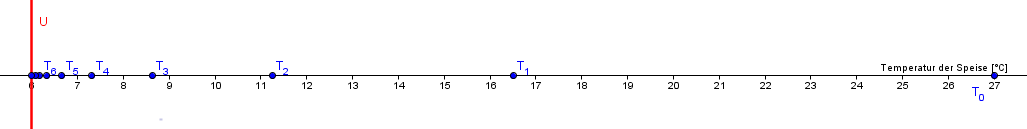 U
T6 T5 T4 T3 T2 T1 Temperatur der Speise [°C]
6 7 8 9 10 11 12 13 14 15 16 17 18 19 20 21 22 23 24 25 26 27
T0